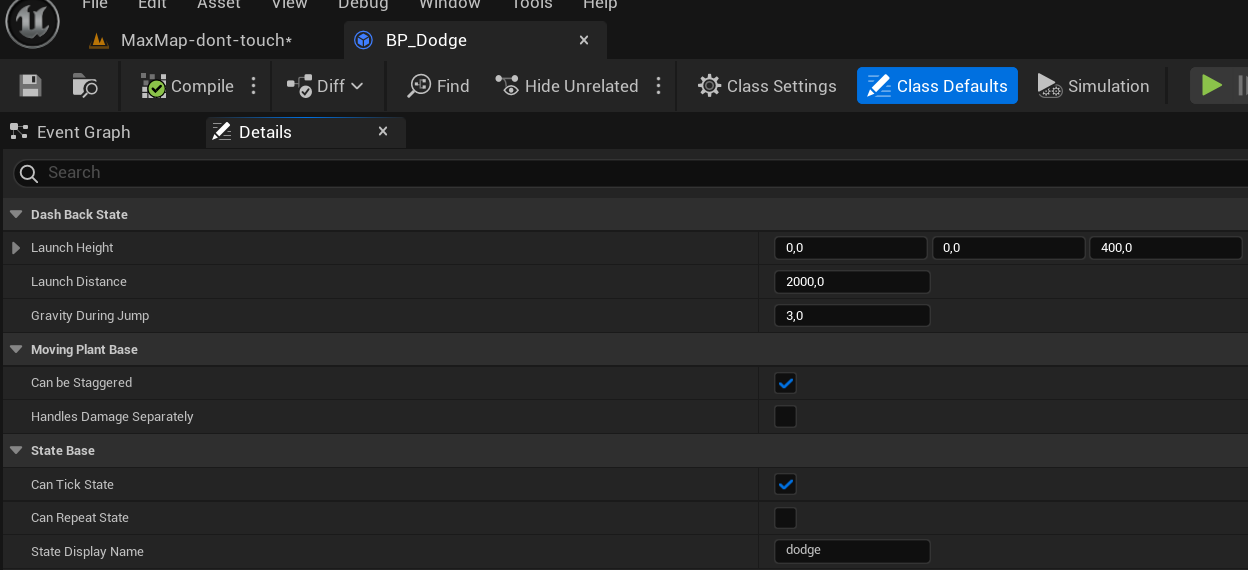 File Edit Asset View Debug Window Tools Help
MaxMap-dont-touch* BP_Dodge
Compile Diff Find Hide Unrelated Class Settings Class Defaults Simulation
Event Graph Details
Search
Dash Back State
Launch Height 0,0 0,0 400,0
Launch Distance 2000,0
Gravity During Jump 3,0
Moving Plant Base
Can be Staggered
Handles Damage Separately
State Base
Can Tick State
Can Repeat State
State Display Name dodge